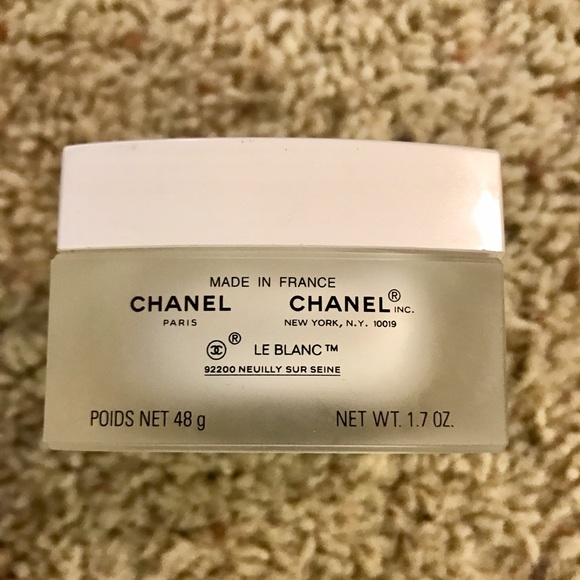 MADE IN FRANCE
CHANEL CHANEL® INC.
PARIS NEW YORK, N.Y. 10019
® LE BLANC™
92200 NEUILLY SUR SEINE
POIDS NET 48 g NET WT. 1.7 OZ.